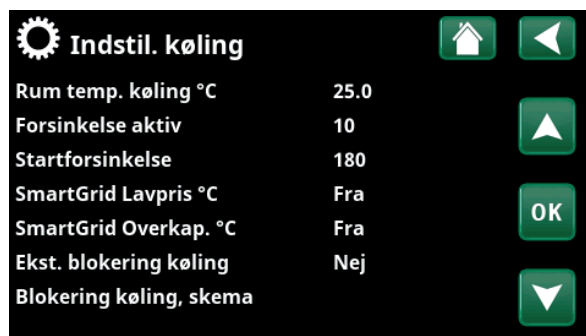 Indstil. køling
Rum temp. køling °C 25.0
Forsinkelse aktiv 10
Startforsinkelse 180
SmartGrid Lavpris °C Fra
SmartGrid Overkap. °C Fra
OK
Ekst. blokering køling Nej
Blokering køling, skema